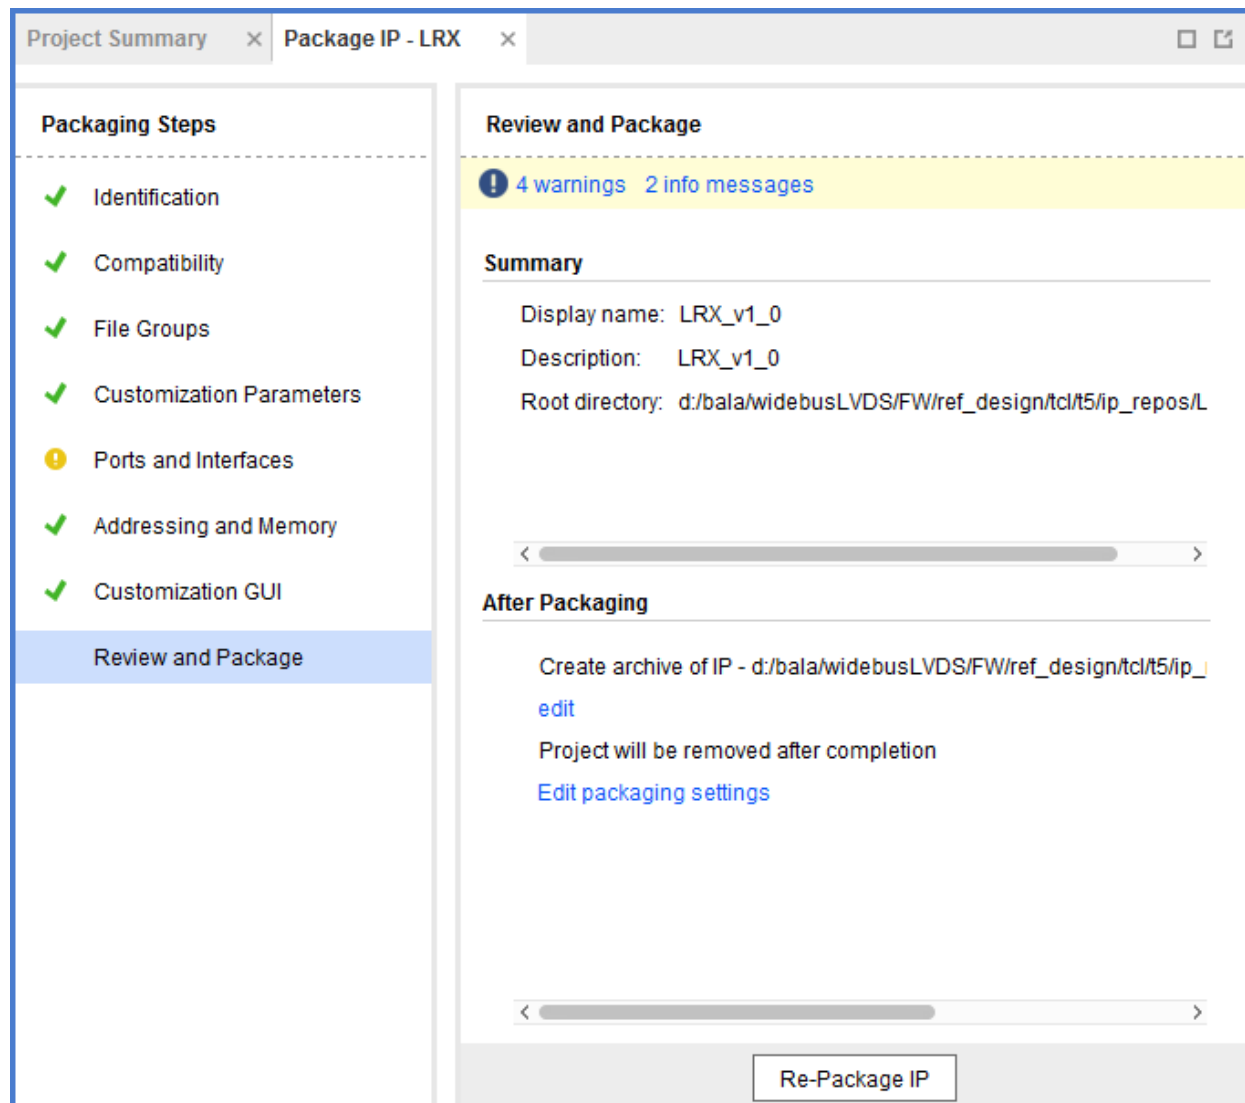 Project Summary × Package IP - LRX ×
Packaging Steps
Identification
Compatibility
File Groups
Customization Parameters
Ports and Interfaces
Addressing and Memory
Customization GUI
Review and Package
Review and Package
4 warnings 2 info messages
Summary
Display name: LRX_v1_0
Description: LRX_v1_0
Root directory: d:/bala/widebusLVDS/FW/ref_design/tcl/t5/ip_repos/L
After Packaging
Create archive of IP - d:/bala/widebusLVDS/FW/ref_design/tcl/t5/ip_
edit
Project will be removed after completion
Edit packaging settings
Re-Package IP